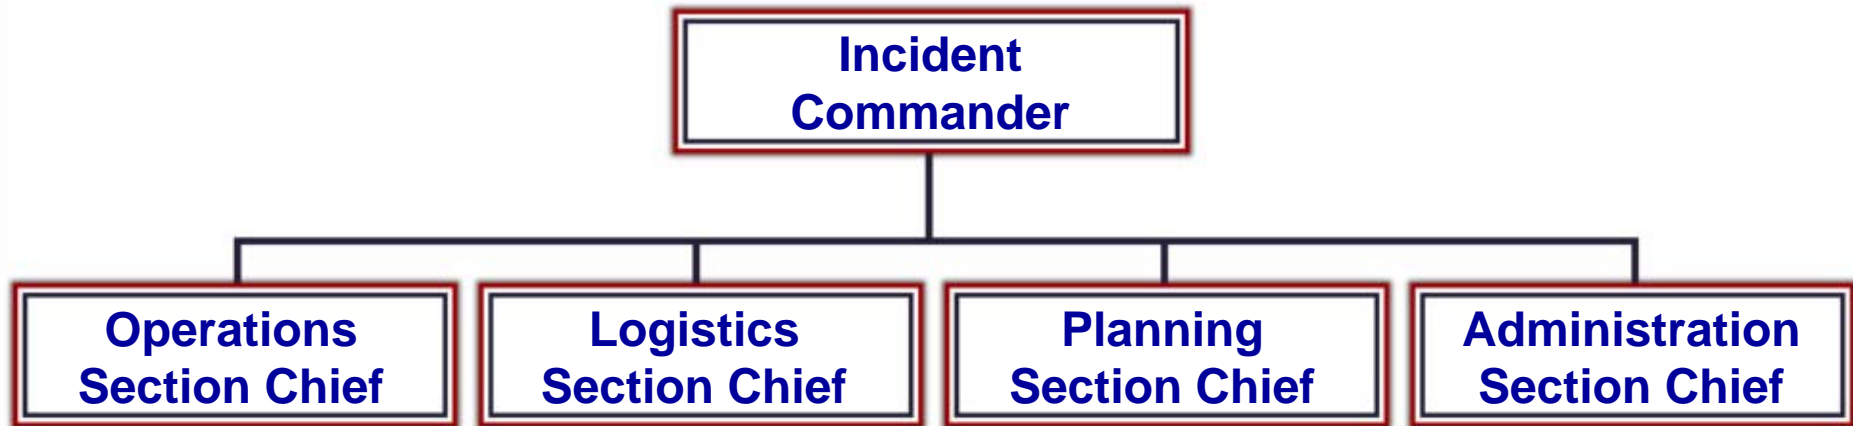 Incident
Commander
Operations
Section Chief
Logistics
Section Chief
Planning
Section Chief
Administration
Section Chief